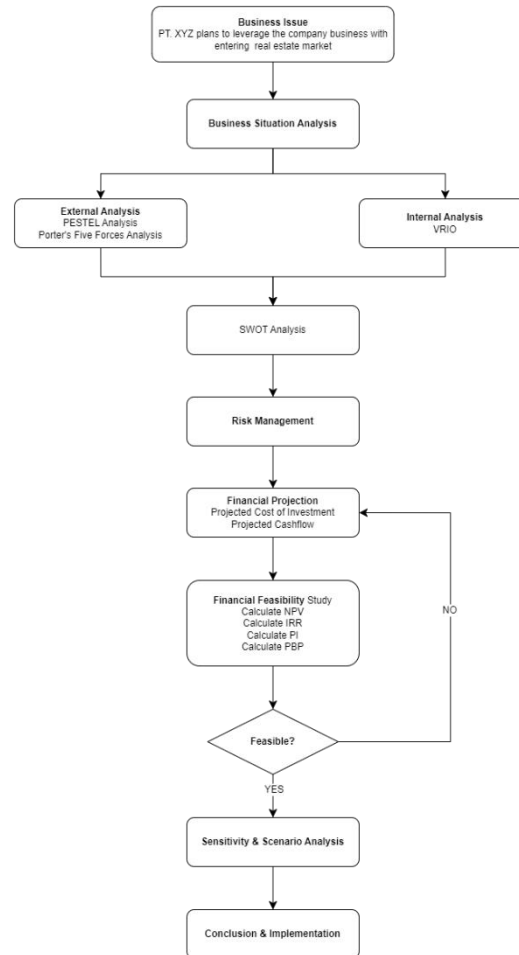 Business Issue
PT. XYZ plans to leverage the company business with
entering real estate market
Business Situation Analysis
External Analysis
PESTEL Analysis
Porter's Five Forces Analysis
Internal Analysis
VRIO
SWOT Analysis
Risk Management
Financial Projection
Projected Cost of Investment
Projected Cashflow
Financial Feasibility Study
Calculate NPV
Calculate IRR
Calculate PI
Calculate PBP
NO
Feasible?
YES
Sensitivity & Scenario Analysis
Conclusion & Implementation